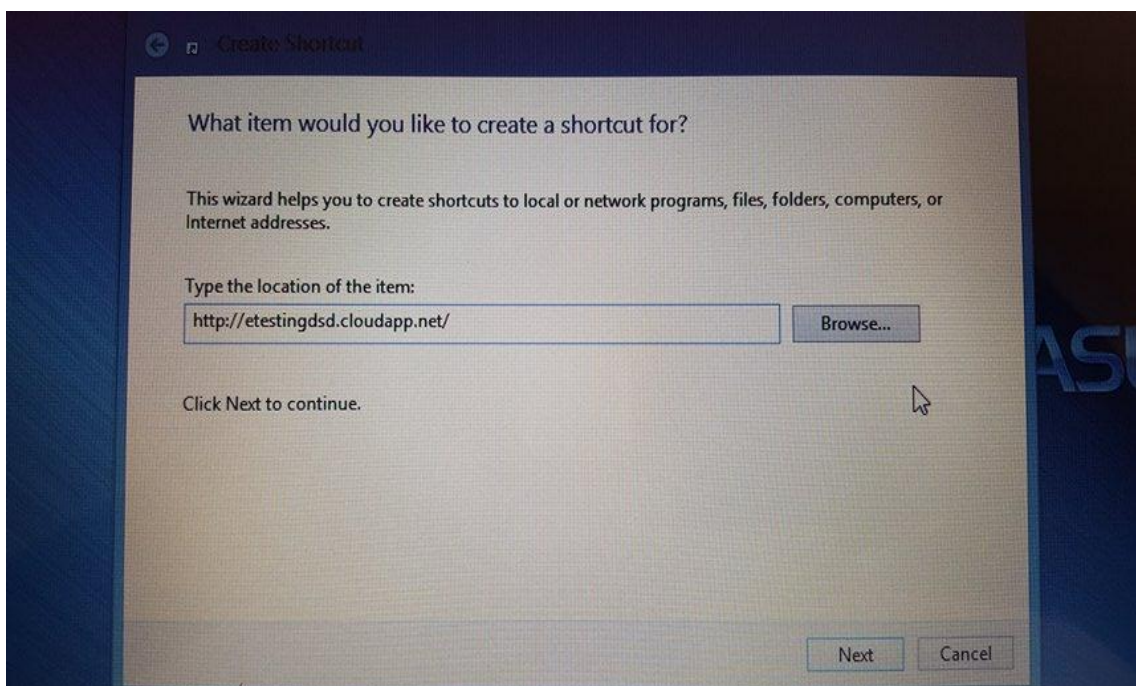 Create Shortcut
What item would you like to create a shortcut for?
This wizard helps you to create shortcuts to local or network programs, files, folders, computers, or
Internet addresses.
Type the location of the item:
http://etestingdsd.cloudapp.net/
Browse...
Click Next to continue.
Next
Cancel